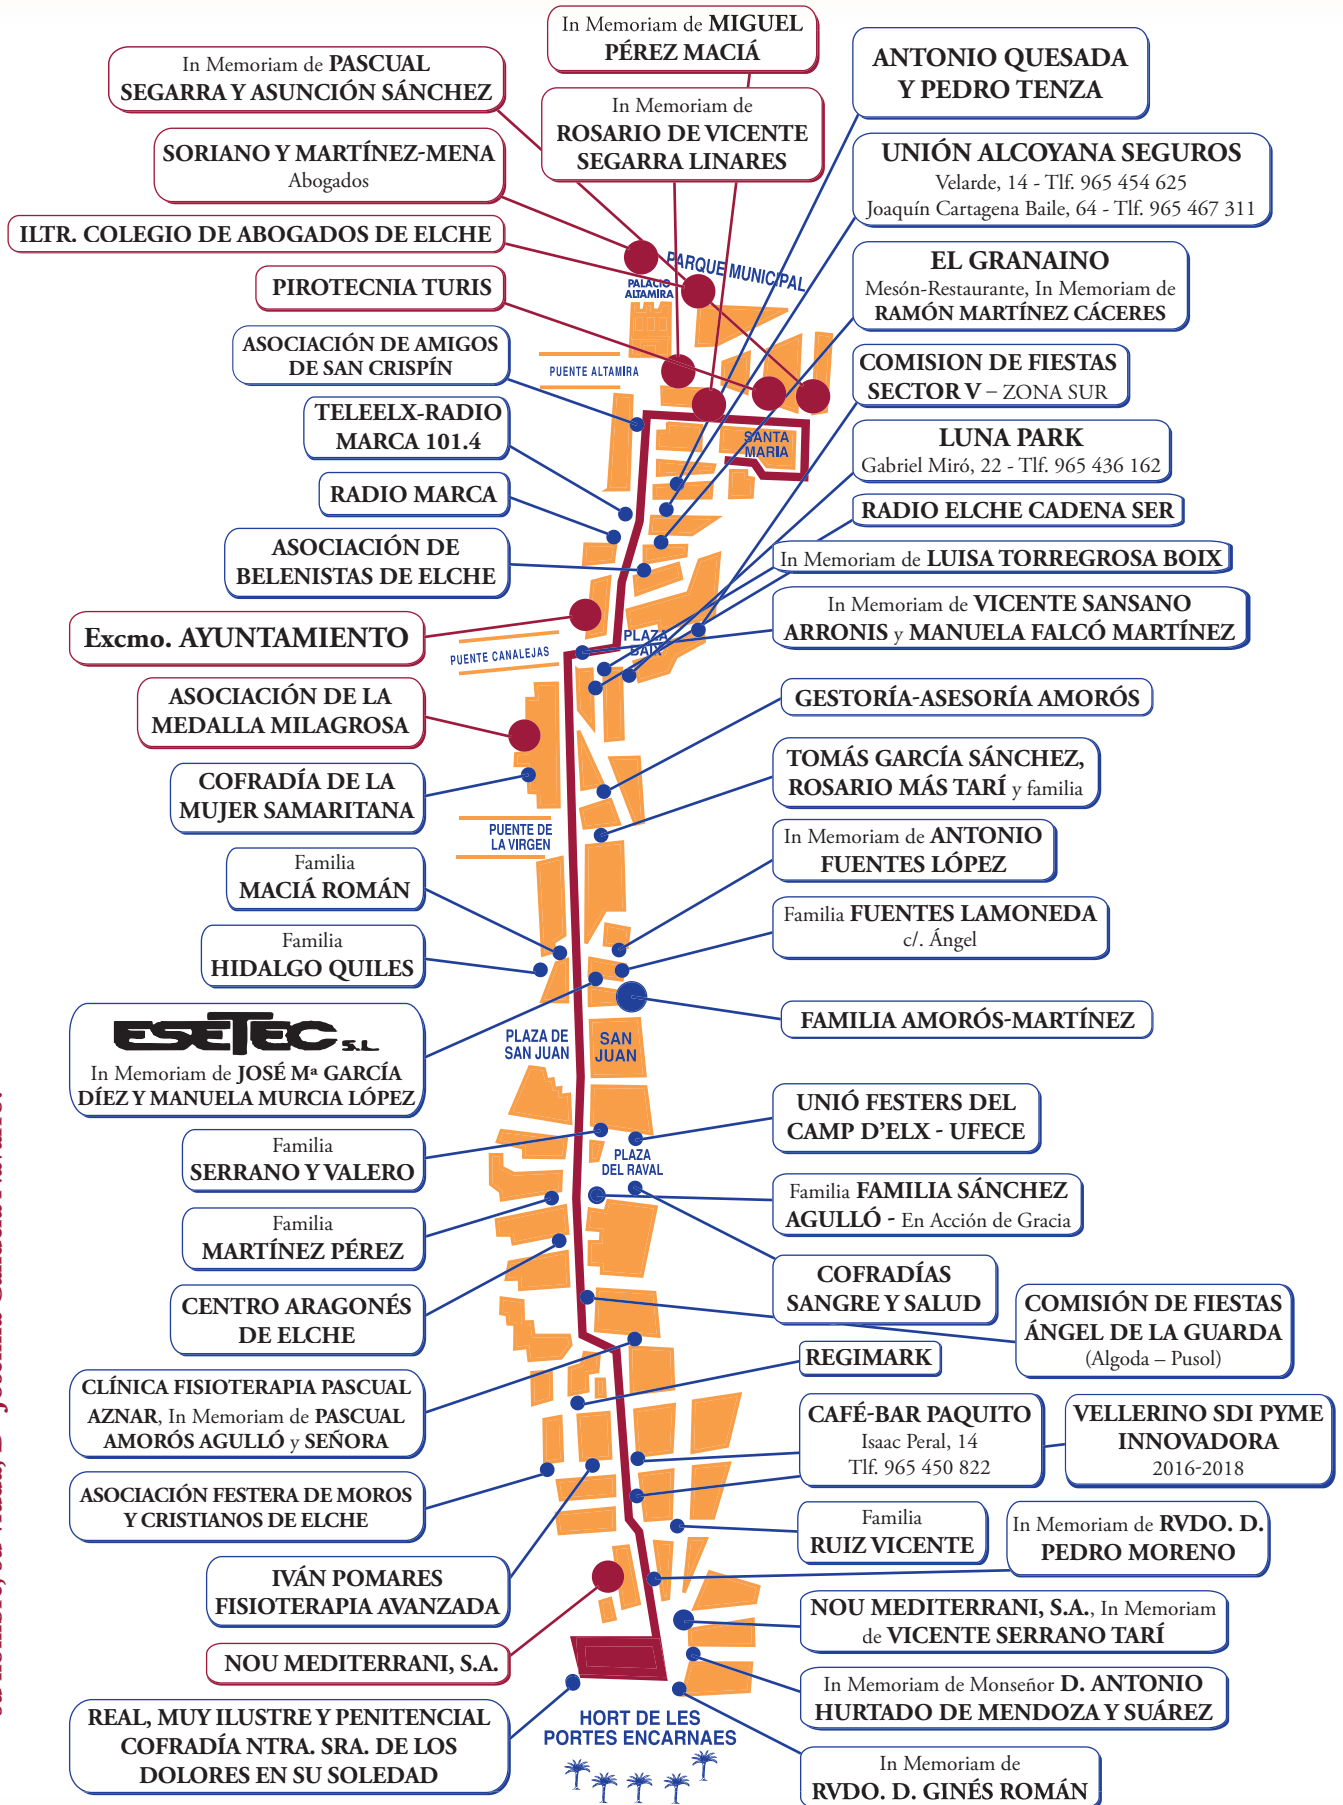 In Memoriam de MIGUEL
PÉREZ MACIÁ
In Memoriam de PASCUAL
SEGARRA Y ASUNCIÓN SÁNCHEZ
In Memoriam de
ROSARIO DE VICENTE
SEGARRA LINARES
SORIANO Y MARTÍNEZ-MENA
Abogados
ILTR. COLEGIO DE ABOGADOS DE ELCHE
PIROTECNIA TURIS
ASOCIACIÓN DE AMIGOS
DE SAN CRISPÍN
TELEELX-RADIO
MARCA 101.4
RADIO MARCA
ASOCIACIÓN DE
BELENISTAS DE ELCHE
Excmo. AYUNTAMIENTO
ASOCIACIÓN DE LA
MEDALLA MILAGROSA
COFRADÍA DE LA
MUJER SAMARITANA
Familia
MACIÁ ROMÁN
Familia
HIDALGO QUILES
ESETEC S.L
In Memoriam de JOSÉ Mª GARCÍA
DÍEZ Y MANUELA MURCIA LÓPEZ
Familia
SERRANO Y VALERO
Familia
MARTÍNEZ PÉREZ
CENTRO ARAGONÉS
DE ELCHE
CLÍNICA FISIOTERAPIA PASCUAL
AZNAR, In Memoriam de PASCUAL
AMORÓS AGULLÓ y SEÑORA
ASOCIACIÓN FESTERA DE MOROS
Y CRISTIANOS DE ELCHE
IVÁN POMARES
FISIOTERAPIA AVANZADA
NOU MEDITERRANI, S.A.
REAL, MUY ILUSTRE Y PENITENCIAL
COFRADÍA NTRA. SRA. DE LOS
DOLORES EN SU SOLEDAD
PARQUE MUNICIPAL
PALACIO
ALTAMIRA
PUENTE ALTAMIRA
SANTA
MARIA
PLAZA
BAIX
PUENTE CANALEJAS
PUENTE DE
LA VIRGEN
PLAZA DE
SAN JUAN
SAN
JUAN
PLAZA
DEL RAVAL
HORT DE LES
PORTES ENCARNAES
ANTONIO QUESADA
Y PEDRO TENZA
UNIÓN ALCOYANA SEGUROS
Velarde, 14 - Tlf. 965 454 625
Joaquín Cartagena Baile, 64 - Tlf. 965 467 311
EL GRANAINO
Mesón-Restaurante, In Memoriam de
RAMÓN MARTÍNEZ CÁCERES
COMISION DE FIESTAS
SECTOR V – ZONA SUR
LUNA PARK
Gabriel Miró, 22 - Tlf. 965 436 162
RADIO ELCHE CADENA SER
In Memoriam de LUISA TORREGROSA BOIX
In Memoriam de VICENTE SANSANO
ARRONIS y MANUELA FALCÓ MARTÍNEZ
GESTORÍA-ASESORÍA AMORÓS
TOMÁS GARCÍA SÁNCHEZ,
ROSARIO MÁS TARÍ y familia
In Memoriam de ANTONIO
FUENTES LÓPEZ
Familia FUENTES LAMONEDA
c/. Ángel
FAMILIA AMORÓS-MARTÍNEZ
UNIÓ FESTERS DEL
CAMP D'ELX - UFECE
Familia FAMILIA SÁNCHEZ
AGULLÓ - En Acción de Gracia
COFRADÍAS
SANGRE Y SALUD
COMISIÓN DE FIESTAS
ÁNGEL DE LA GUARDA
(Algoda – Pusol)
REGIMARK
CAFÉ-BAR PAQUITO
Isaac Peral, 14
Tlf. 965 450 822
VELLERINO SDI PYME
INNOVADORA
2016-2018
Familia
RUIZ VICENTE
In Memoriam de RVDO. D.
PEDRO MORENO
NOU MEDITERRANI, S.A., In Memoriam
de VICENTE SERRANO TARÍ
In Memoriam de Monseñor D. ANTONIO
HURTADO DE MENDOZA Y SUÁREZ
In Memoriam de
RVDO. D. GINÉS ROMÁN